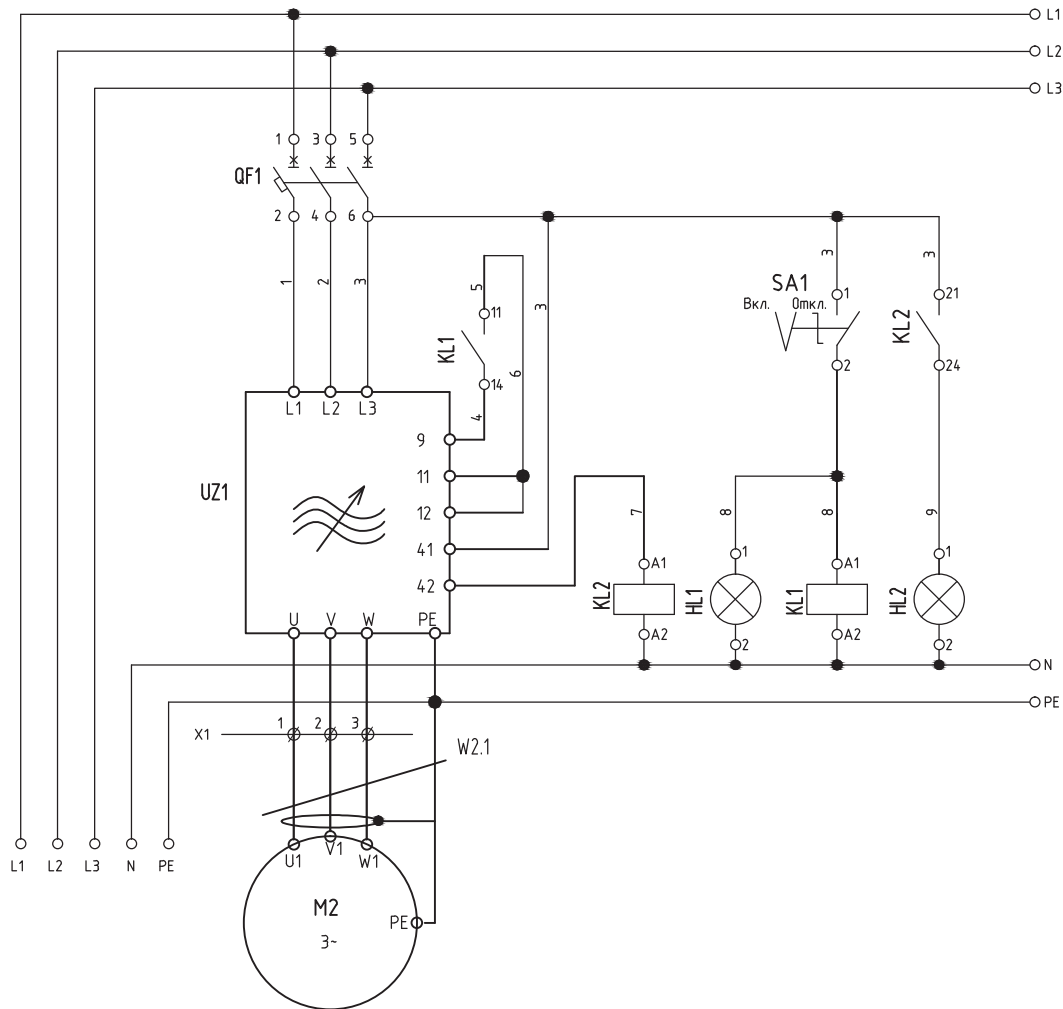 L1
L2
L3
1 3 5
QF1
2 4 6
1 2 3
5
11
KL1
14
4
6
3
3
SA1
Вкл. Откл.
1
2
3
21
KL2
24
L1 L2 L3
UZ1
9
11
12
41
42
U V W PE
7
A1
KL2
A2
8
1
HL1
2
8
A1
KL1
A2
9
1
HL2
2
N
PE
X1
1 2 3
W2.1
L1 L2 L3 N PE
U1 V1 W1
M2
3~
PE